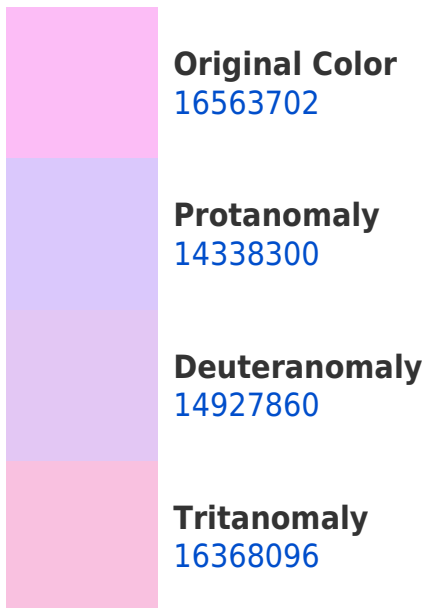 Original Color
16563702
Protanomaly
14338300
Deuteranomaly
14927860
Tritanomaly
16368096